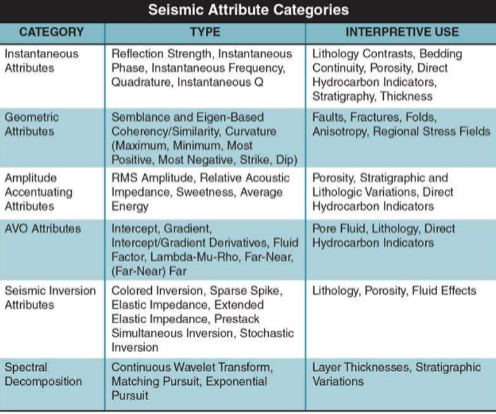 Seismic Attribute Categories
CATEGORY TYPE INTERPRETIVE USE
Instantaneous Attributes
Reflection Strength, Instantaneous
Phase, Instantaneous Frequency,
Quadrature, Instantaneous Q
Lithology Contrasts, Bedding
Continuity, Porosity, Direct
Hydrocarbon Indicators,
Stratigraphy, Thickness
Geometric
Attributes
Semblance and Eigen-Based
Coherency/Similarity, Curvature
(Maximum, Minimum, Most
Positive, Most Negative, Strike, Dip)
Faults, Fractures, Folds,
Anisotropy, Regional Stress Fields
Amplitude
Accentuating
Attributes
RMS Amplitude, Relative Acoustic
Impedance, Sweetness, Average
Energy
Porosity, Stratigraphic and
Lithologic Variations, Direct
Hydrocarbon Indicators
AVO Attributes
Intercept, Gradient,
Intercept/Gradient Derivatives, Fluid
Factor, Lambda-Mu-Rho, Far-Near,
(Far-Near) Far
Pore Fluid, Lithology, Direct
Hydrocarbon Indicators
Seismic Inversion
Attributes
Colored Inversion, Sparse Spike,
Elastic Impedance, Extended
Elastic Impedance, Prestack
Simultaneous Inversion, Stochastic
Inversion
Lithology, Porosity, Fluid Effects
Spectral
Decomposition
Continuous Wavelet Transform,
Matching Pursuit, Exponential
Pursuit
Layer Thicknesses, Stratigraphic
Variations